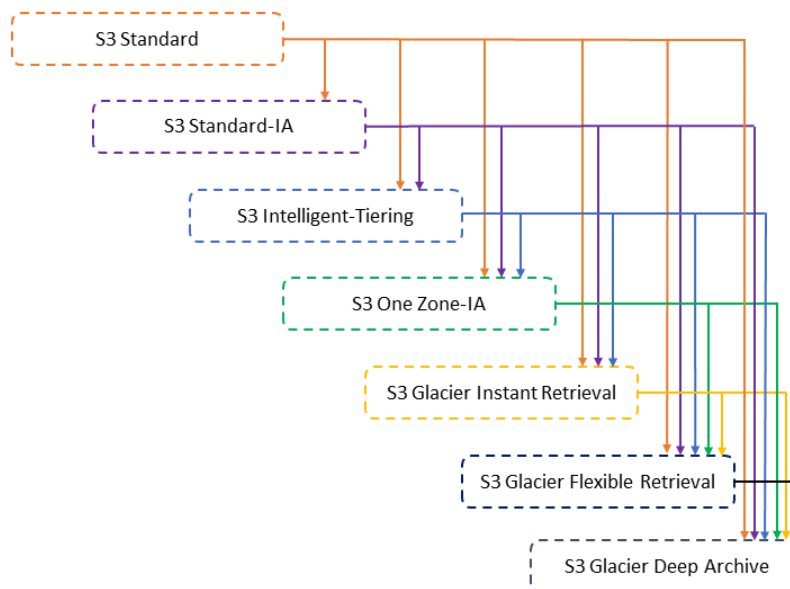 S3 Standard
S3 Standard-IA
S3 Intelligent-Tiering
S3 One Zone-IA
S3 Glacier Instant Retrieval
S3 Glacier Flexible Retrieval
S3 Glacier Deep Archive